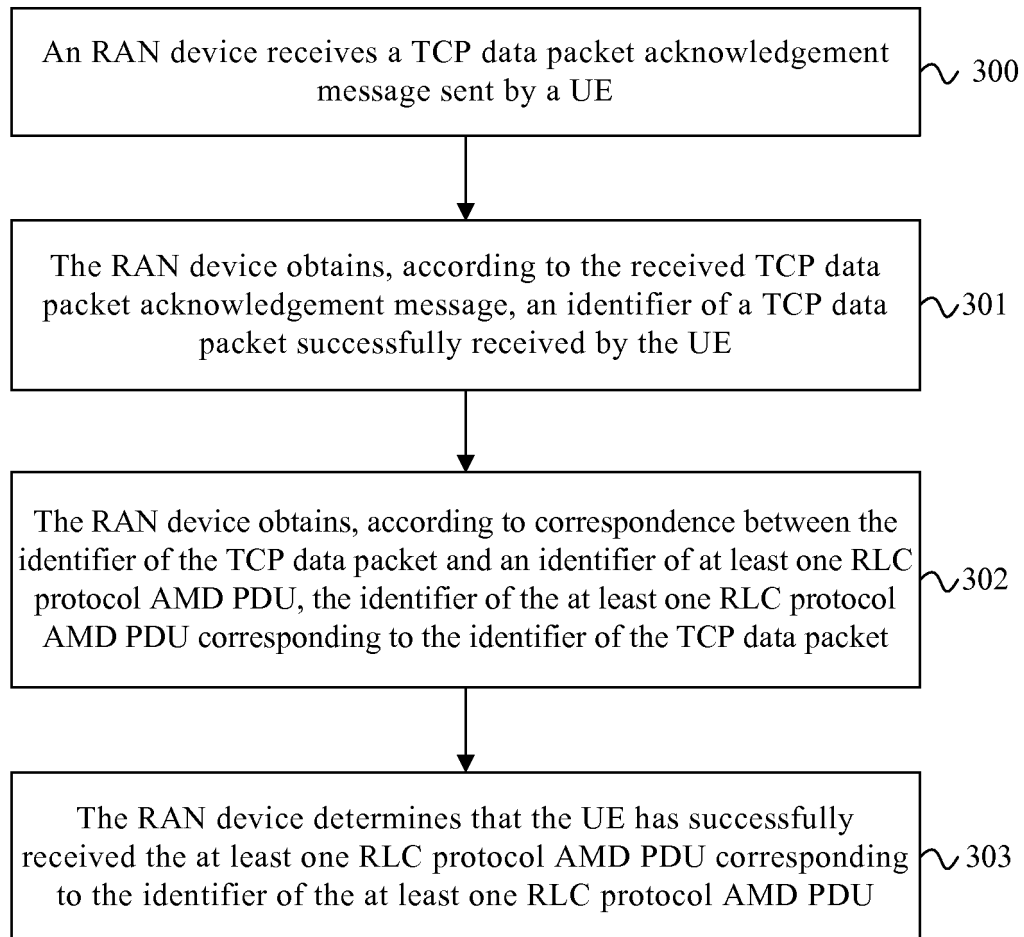 An RAN device receives a TCP data packet acknowledgement
message sent by a UE
300
The RAN device obtains, according to the received TCP data
packet acknowledgement message, an identifier of a TCP data
packet successfully received by the UE
301
The RAN device obtains, according to correspondence between the
identifier of the TCP data packet and an identifier of at least one RLC
protocol AMD PDU, the identifier of the at least one RLC protocol
AMD PDU corresponding to the identifier of the TCP data packet
302
The RAN device determines that the UE has successfully
received the at least one RLC protocol AMD PDU corresponding
to the identifier of the at least one RLC protocol AMD PDU
303